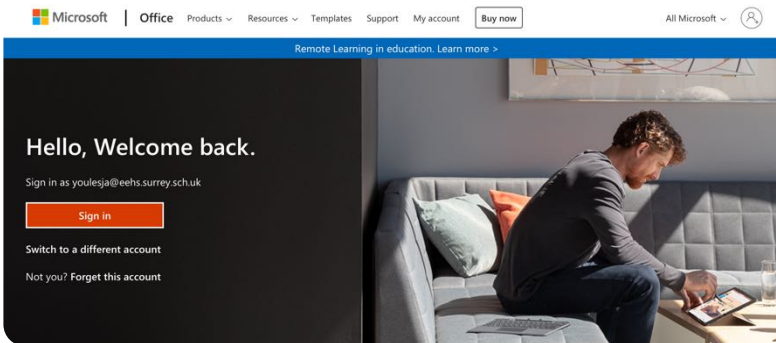 Microsoft Office Products Resources Templates Support My account Buy now All Microsoft
Remote Learning in education. Learn more >
Hello, Welcome back.
Sign in as youlesja@eehs.surrey.sch.uk
Sign in
Switch to a different account
Not you? Forget this account